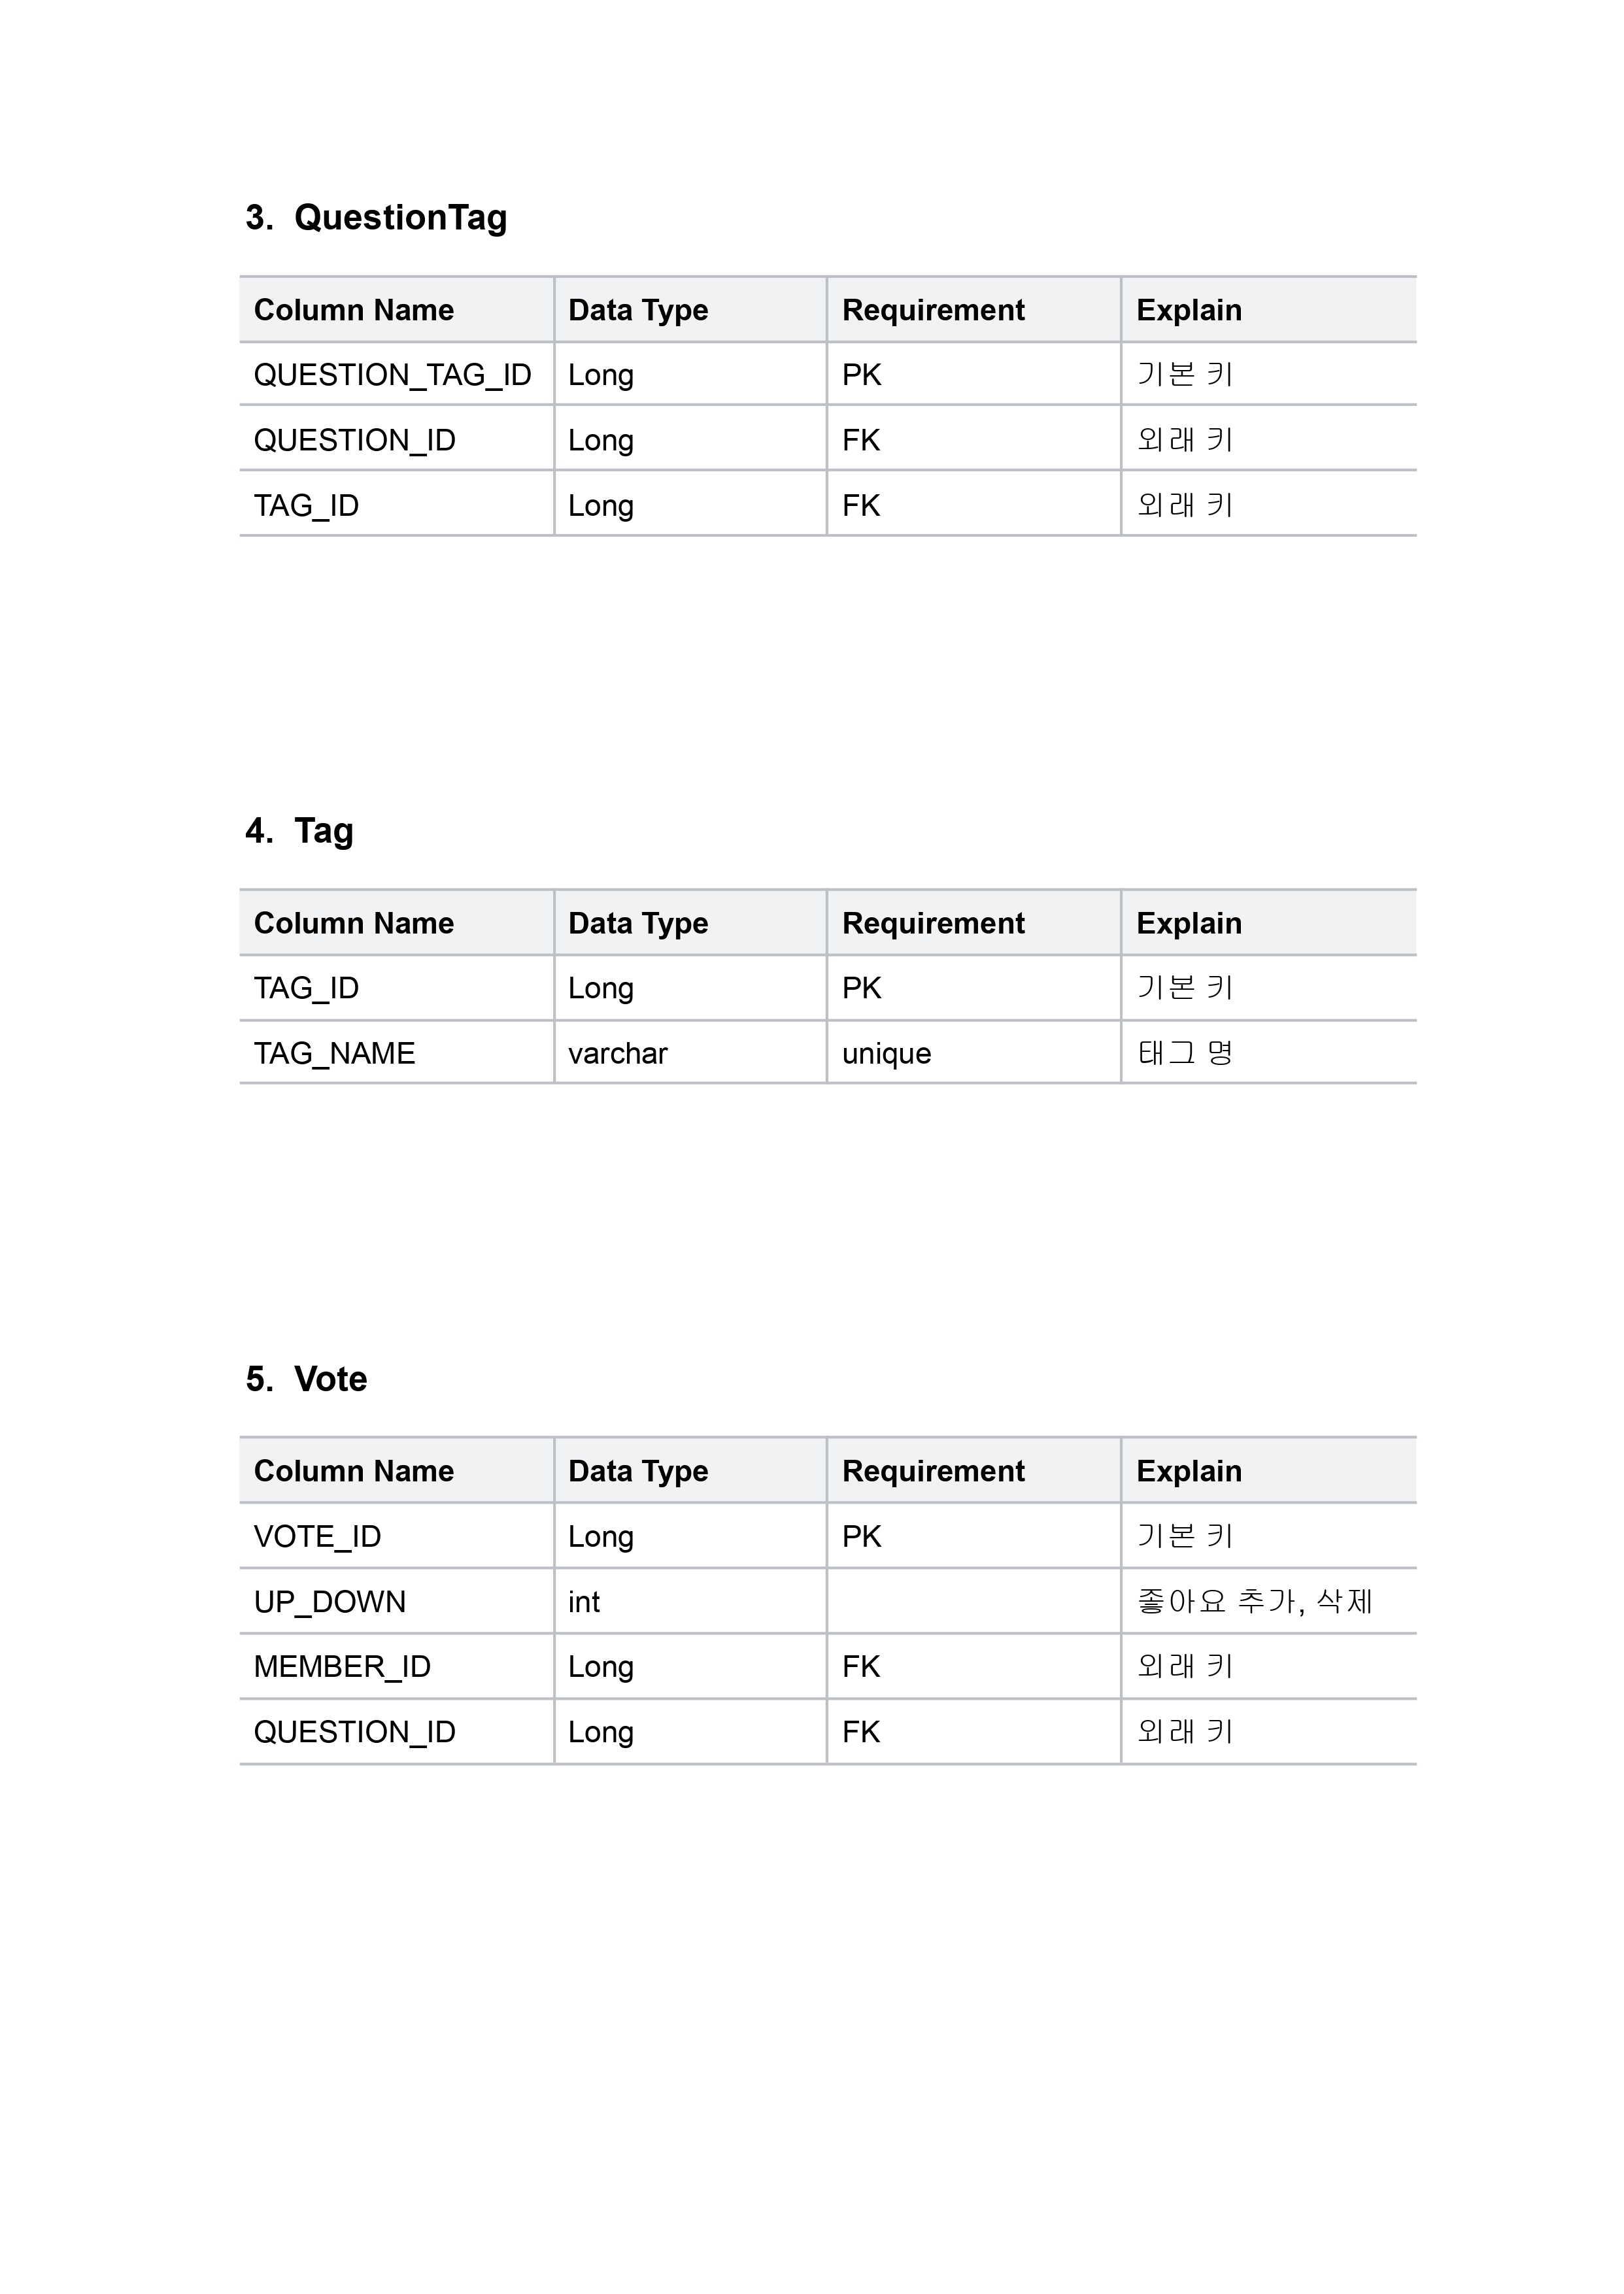 3. QuestionTag
Column Name Data Type Requirement Explain
QUESTION_TAG_ID Long PK 기본 키
QUESTION_ID Long FK 외래 키
TAG_ID Long FK 외래 키
4. Tag
Column Name Data Type Requirement Explain
TAG_ID Long PK 기본 키
TAG_NAME varchar unique 태그 명
5. Vote
Column Name Data Type Requirement Explain
VOTE_ID Long PK 기본 키
UP_DOWN int 좋아요 추가, 삭제
MEMBER_ID Long FK 외래 키
QUESTION_ID Long FK 외래 키